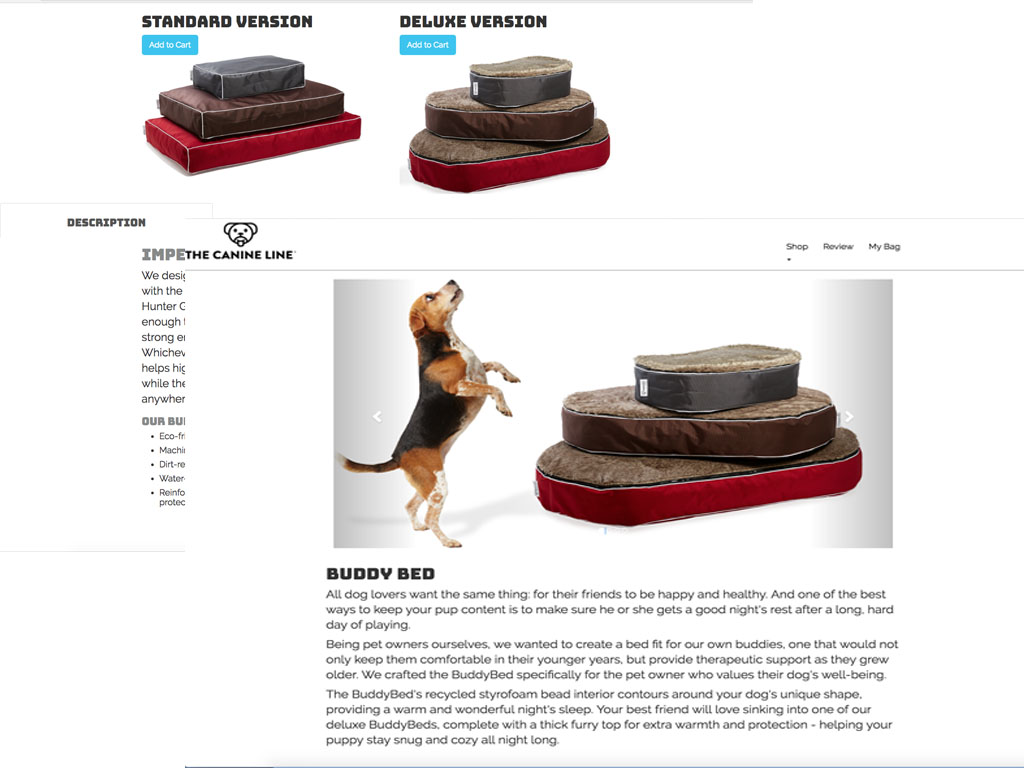 STANDARD VERSION
Add to Cart
DELUXE VERSION
Add to Cart
DESCRIPTION
IMPE
We desig
with the
Hunter G
enough
strong e
Whichev
helps hig
while the
anywher
OUR BU
Eco-fri
Machi
Dirt-re
Water-
Reinfo
protec
THE CANINE LINE
Shop
Review
My Bag
BUDDY BED
All dog lovers want the same thing: for their friends to be happy and healthy. And one of the best
ways to keep your pup content is to make sure he or she gets a good night's rest after a long, hard
day of playing.
Being pet owners ourselves, we wanted to create a bed fit for our own buddies, one that would not
only keep them comfortable in their younger years, but provide therapeutic support as they grew
older. We crafted the BuddyBed specifically for the pet owner who values their dog's well-being.
The BuddyBed's recycled styrofoam bead interior contours around your dog's unique shape,
providing a warm and wonderful night's sleep. Your best friend will love sinking into one of our
deluxe BuddyBeds, complete with a thick furry top for extra warmth and protection - helping your
puppy stay snug and cozy all night long.